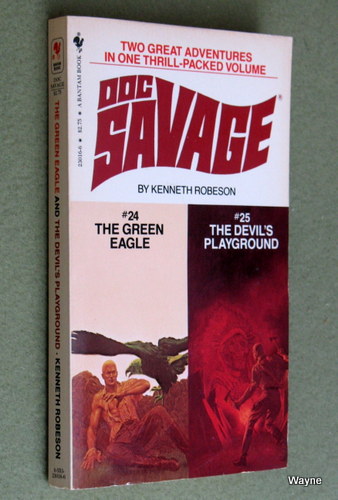 TWO GREAT ADVENTURES
IN ONE THRILL-PACKED VOLUME
DOC
SAVAGE®
BY KENNETH ROBESON
#24
THE GREEN
EAGLE
#25
THE DEVIL'S
PLAYGROUND
THE GREEN EAGLE AND THE DEVIL'S PLAYGROUND • KENNETH ROBESON
A BANTAM BOOK
$2.75
Wayne